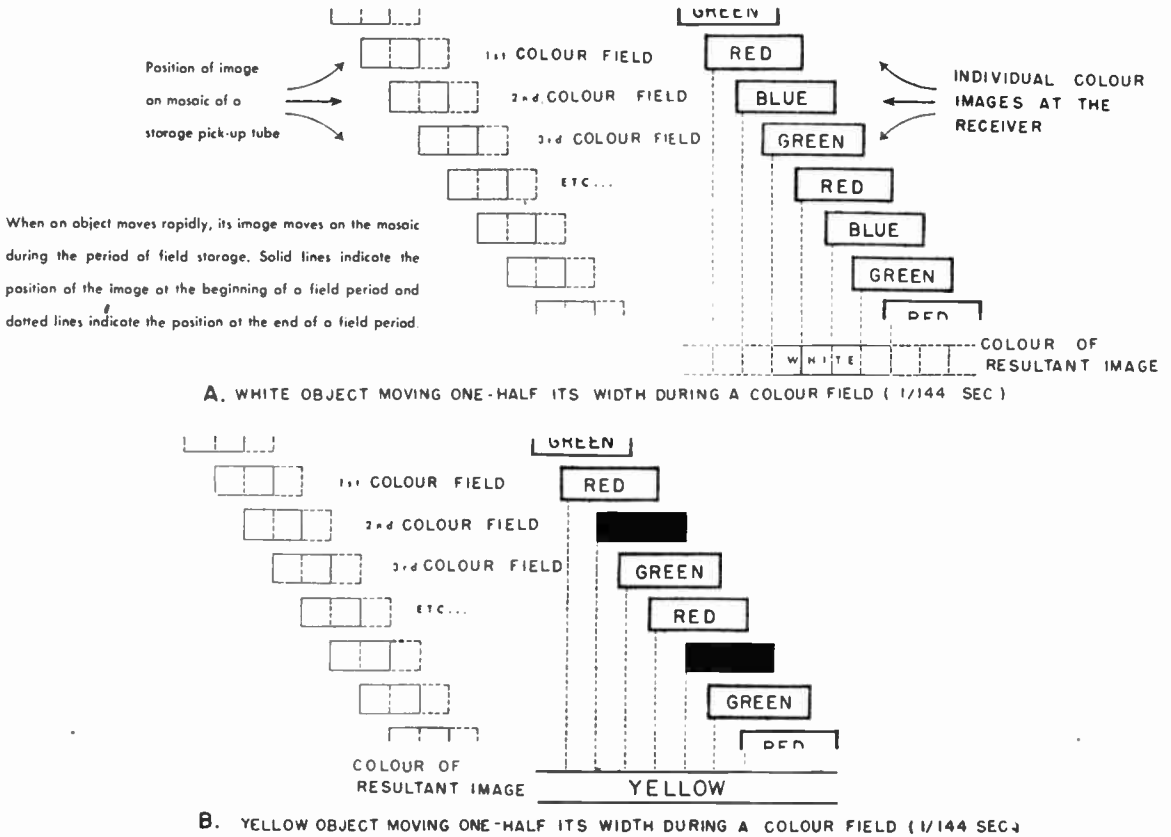 GREEN
RED
1st COLOUR FIELD
Position of image
on mosaic of a
storage pick-up tube
2nd COLOUR FIELD
BLUE
INDIVIDUAL COLOUR
IMAGES AT THE
RECEIVER
3rd COLOUR FIELD
GREEN
ETC...
RED
When an object moves rapidly, its image moves on the mosaic
during the period of field storage. Solid lines indicate the
position of the image at the beginning of a field period and
dotted lines indicate the position at the end of a field period.
BLUE
GREEN
RED
WHITE
COLOUR OF
RESULTANT IMAGE
A. WHITE OBJECT MOVING ONE-HALF ITS WIDTH DURING A COLOUR FIELD ( 1/144 SEC )
GREEN
1st COLOUR FIELD
RED
2nd COLOUR FIELD
3rd COLOUR FIELD
GREEN
ETC...
RED
GREEN
RED
COLOUR OF
RESULTANT IMAGE
YELLOW
B. YELLOW OBJECT MOVING ONE-HALF ITS WIDTH DURING A COLOUR FIELD ( 1/144 SEC )